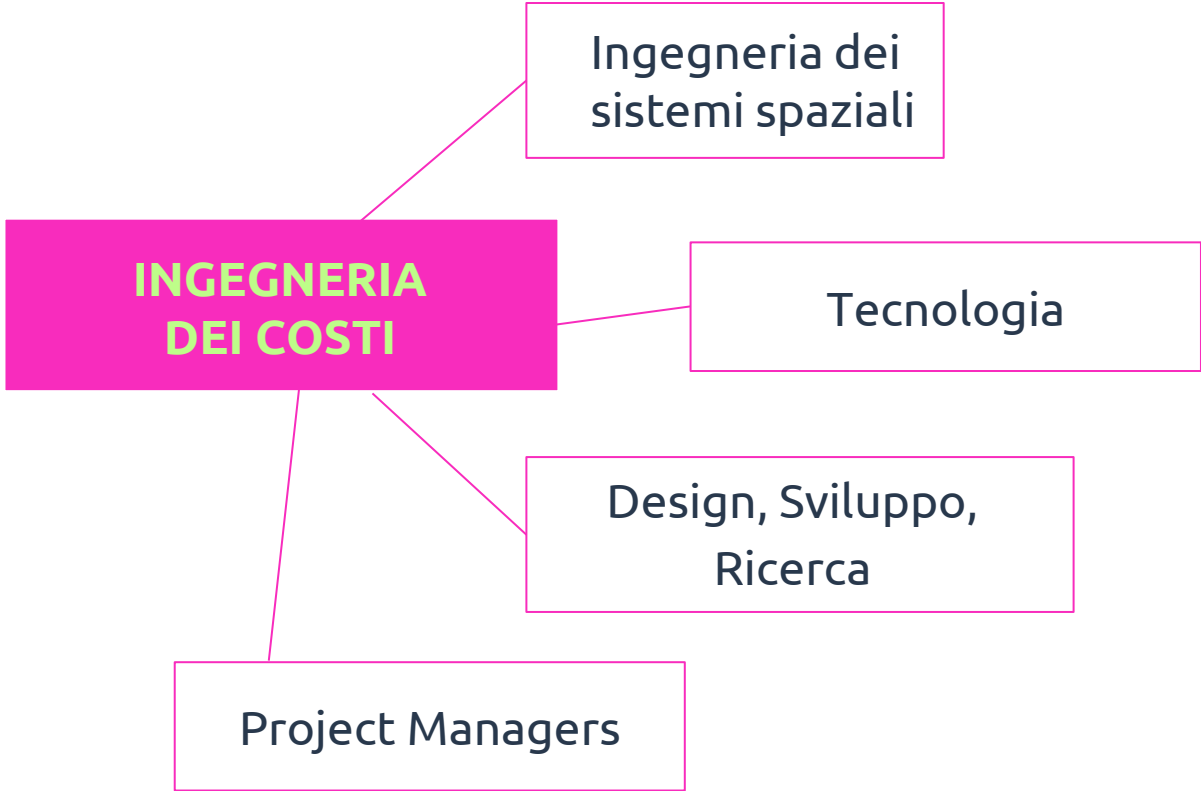 Ingegneria dei
sistemi spaziali
INGEGNERIA
DEI COSTI
Tecnologia
Design, Sviluppo,
Ricerca
Project Managers